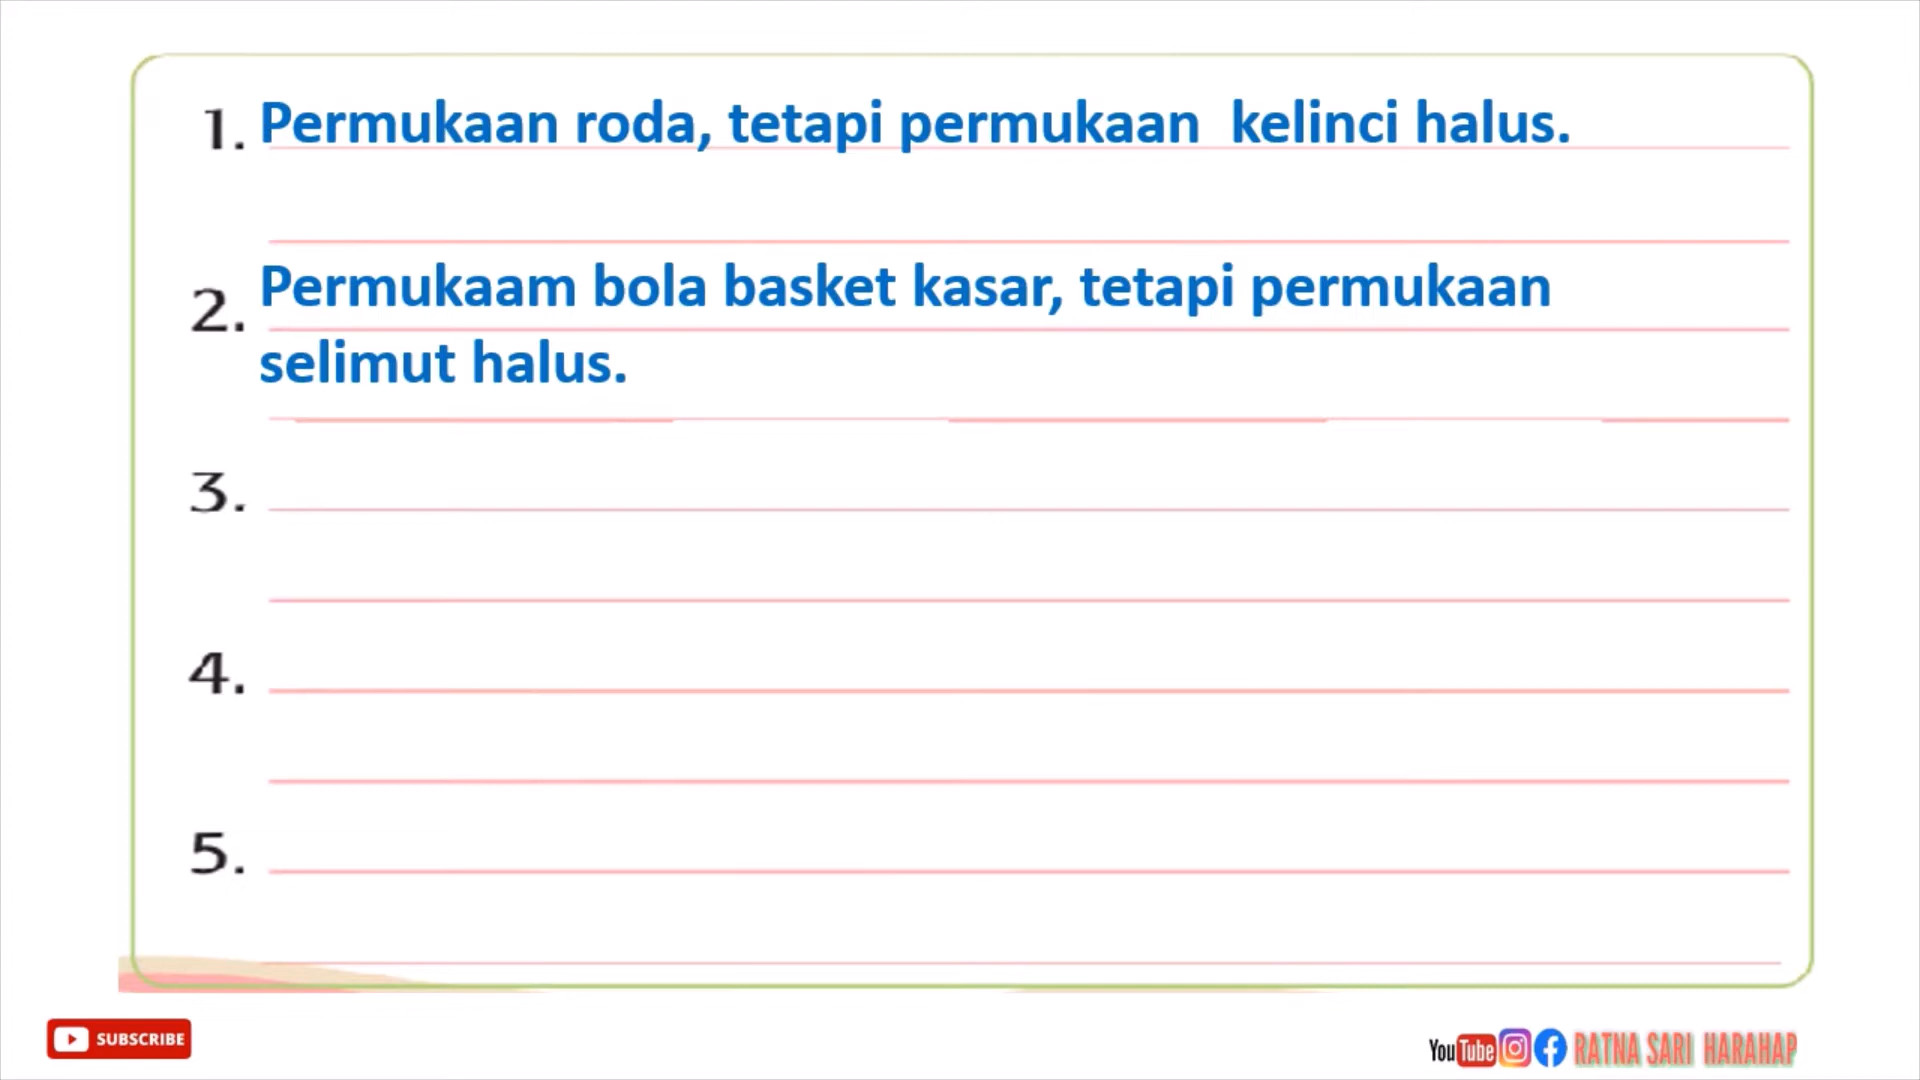 1. Permukaan roda, tetapi permukaan kelinci halus.
2. Permukaam bola basket kasar, tetapi permukaan
selimut halus.
3.
4.
5.
SUBSCRIBE
YouTube RATNA SARI HARAHAP